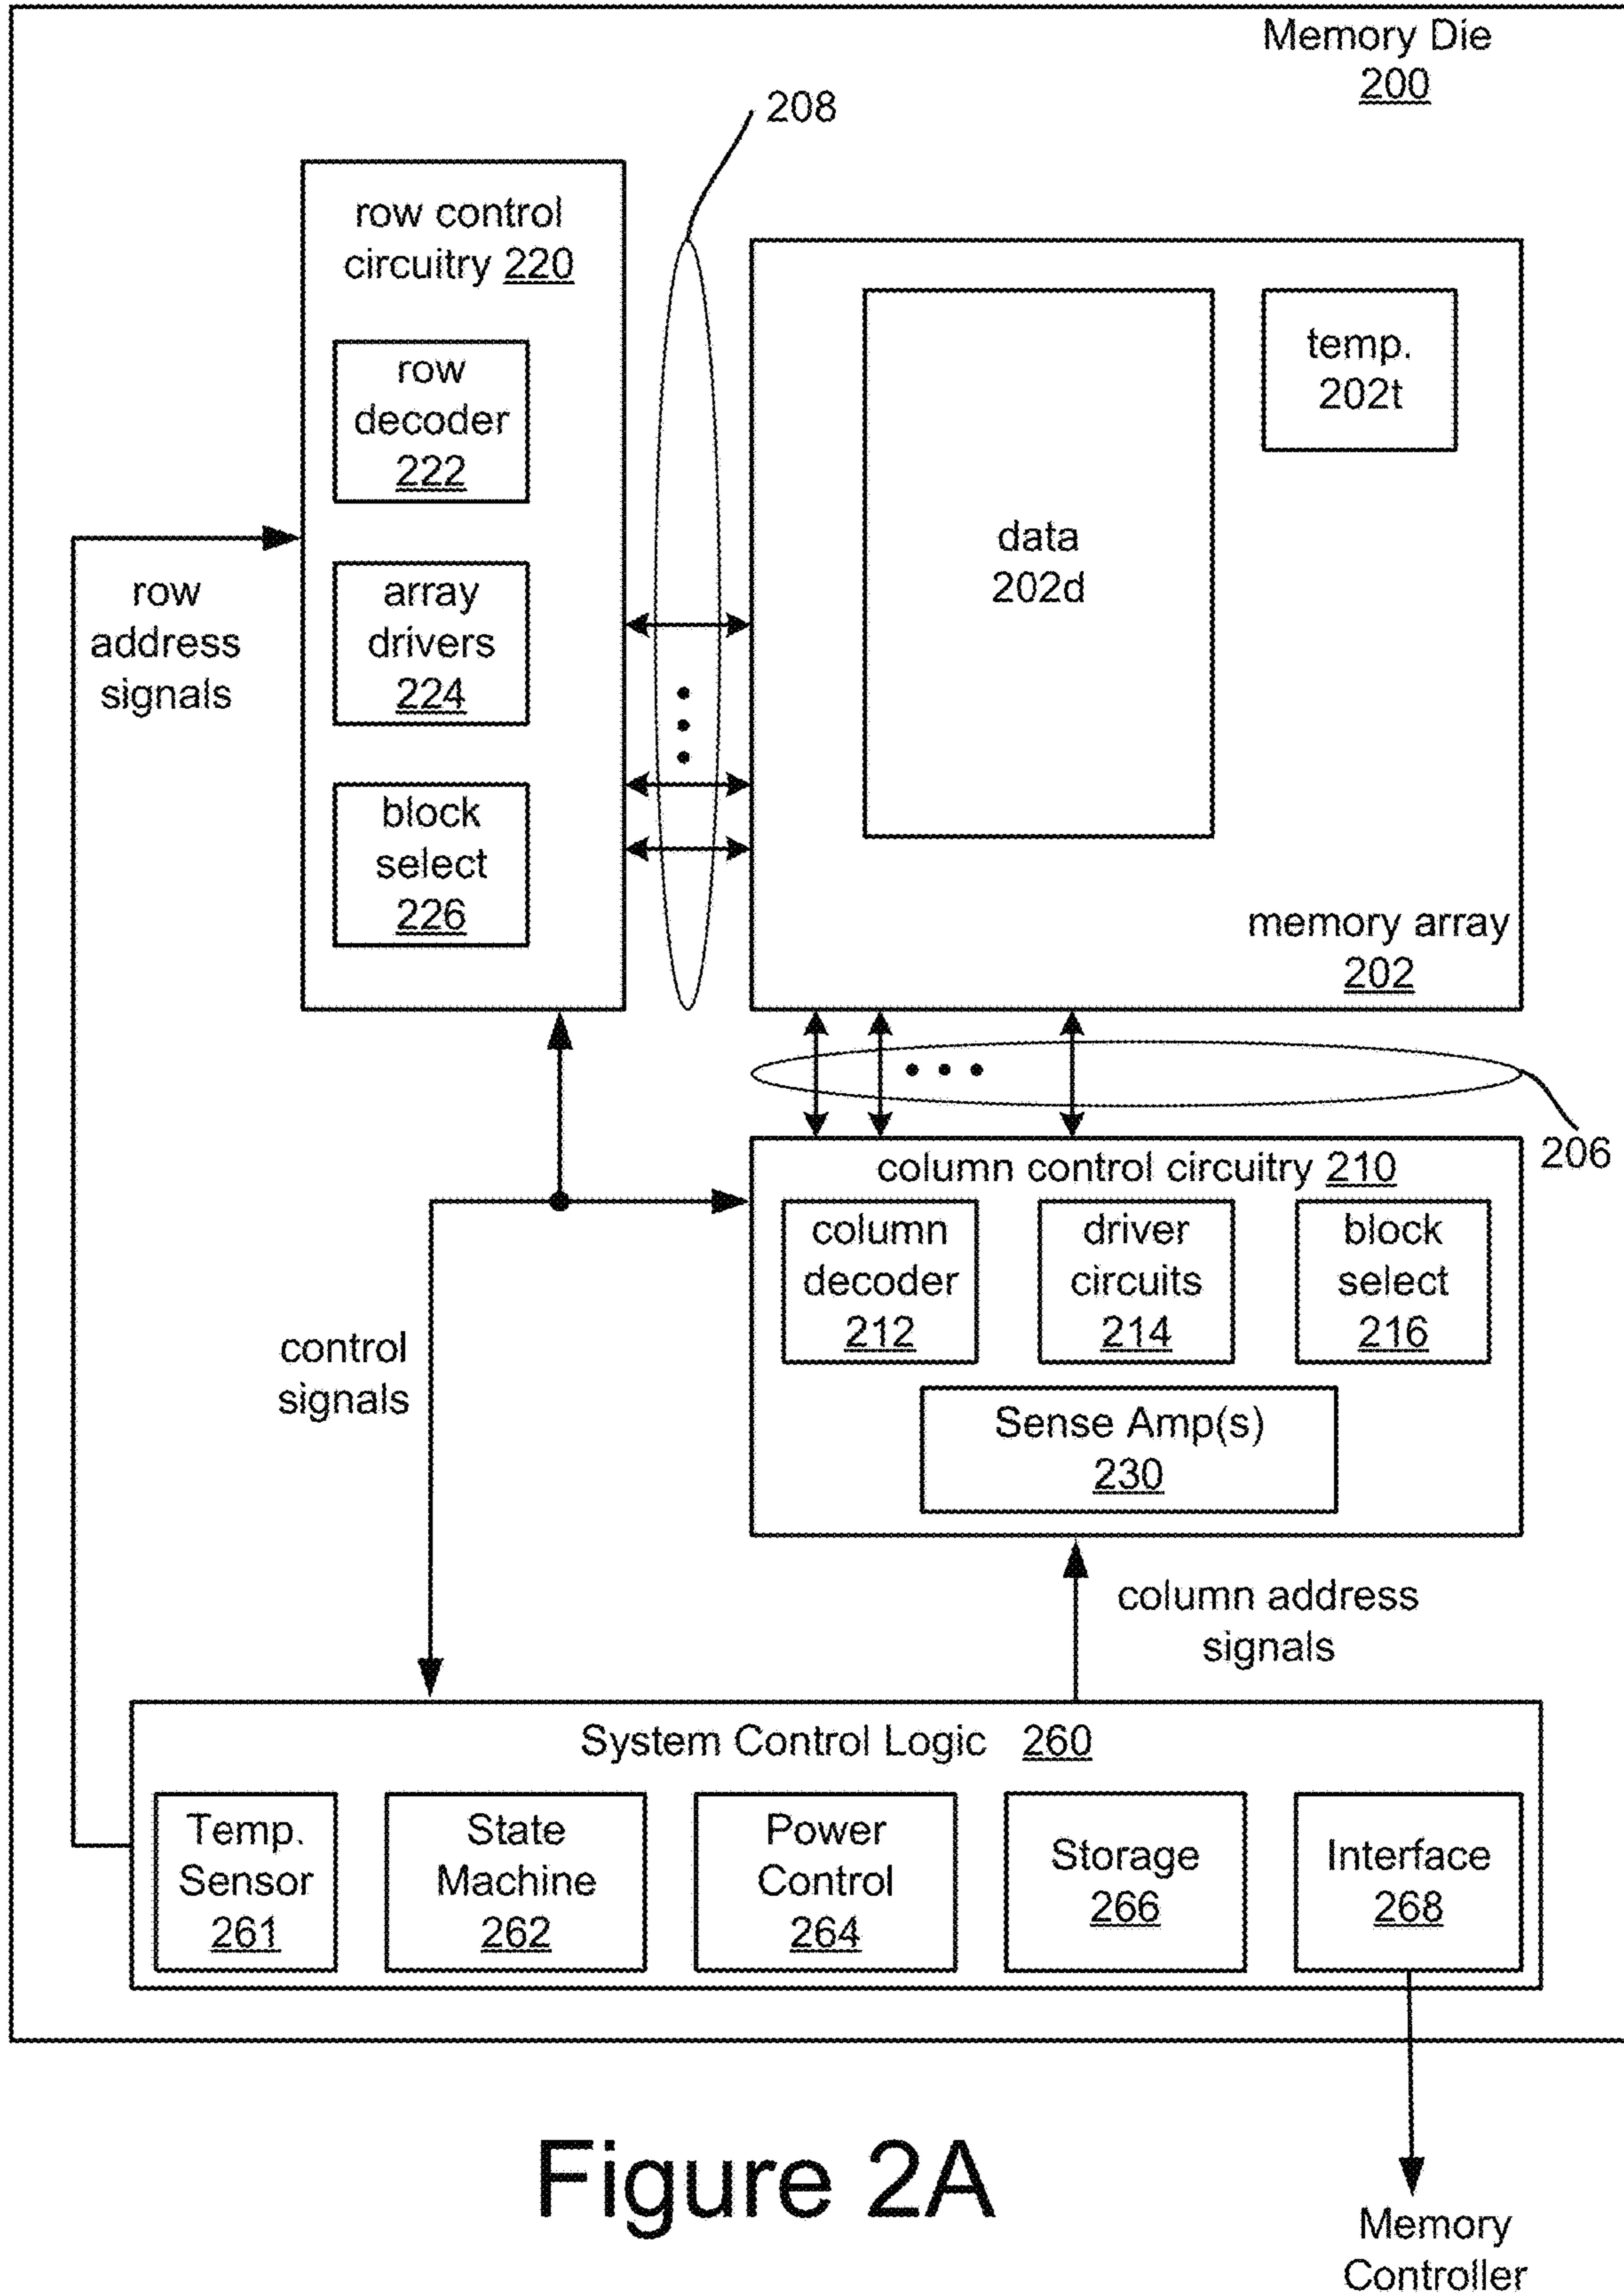 Memory Die
200
208
row control
circuitry 220
row
decoder
222
array
drivers
224
block
select
226
row
address
signals
data
202d
temp.
202t
memory array
202
206
column control circuitry 210
column
decoder
212
driver
circuits
214
block
select
216
Sense Amp(s)
230
control
signals
column address
signals
System Control Logic 260
Temp.
Sensor
261
State
Machine
262
Power
Control
264
Storage
266
Interface
268
Figure 2A
Memory
Controller